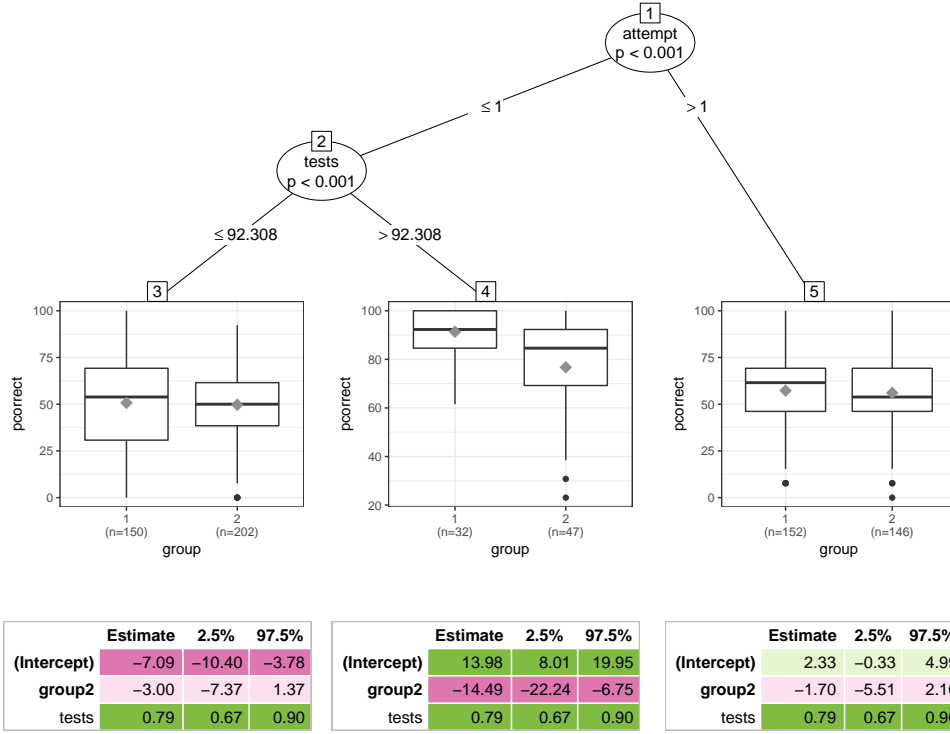 1
attempt
p < 0.001
≤ 1
> 1
2
tests
p < 0.001
≤ 92.308
> 92.308
3
100
75
50
25
0
pcorrect
1
(n=150)
2
(n=202)
group
4
100
80
60
40
20
pcorrect
1
(n=32)
2
(n=47)
group
5
100
75
50
25
0
pcorrect
1
(n=152)
2
(n=146)
group
Estimate 2.5% 97.5%
(Intercept) −7.09 −10.40 −3.78
group2 −3.00 −7.37 1.37
tests 0.79 0.67 0.90
Estimate 2.5% 97.5%
(Intercept) 13.98 8.01 19.95
group2 −14.49 −22.24 −6.75
tests 0.79 0.67 0.90
Estimate 2.5%
(Intercept) 2.33 −0.33
group2 −1.70 −5.51
tests 0.79 0.67